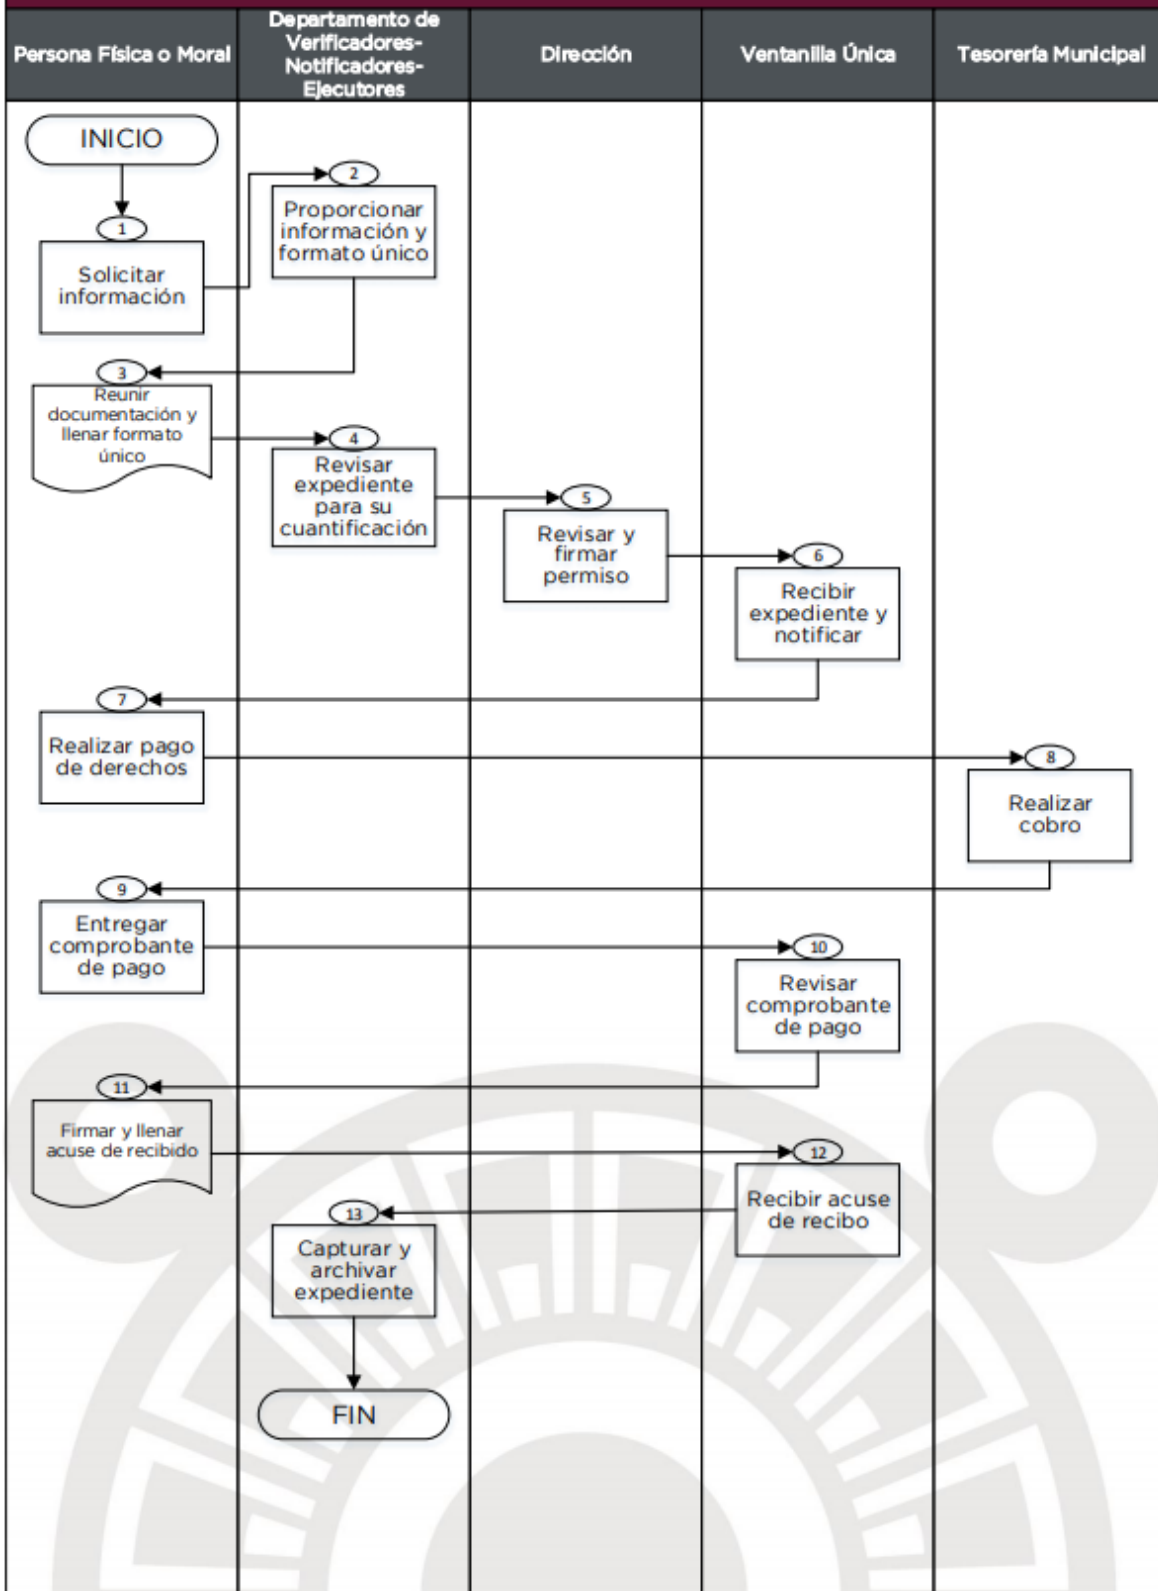 Persona Física o Moral
Departamento de
Verificadores-
Notificadores-
Ejecutores
Dirección
Ventanilla Única
Tesorería Municipal
INICIO
1
Solicitar
información
2
Proporcionar
información y
formato único
3
Reunir
documentación y
llenar formato
único
4
Revisar
expediente
para su
cuantificación
5
Revisar y
firmar
permiso
6
Recibir
expediente y
notificar
7
Realizar pago
de derechos
8
Realizar
cobro
9
Entregar
comprobante
de pago
10
Revisar
comprobante
de pago
11
Firmar y llenar
acuse de recibido
12
Recibir acuse
de recibo
13
Capturar y
archivar
expediente
FIN